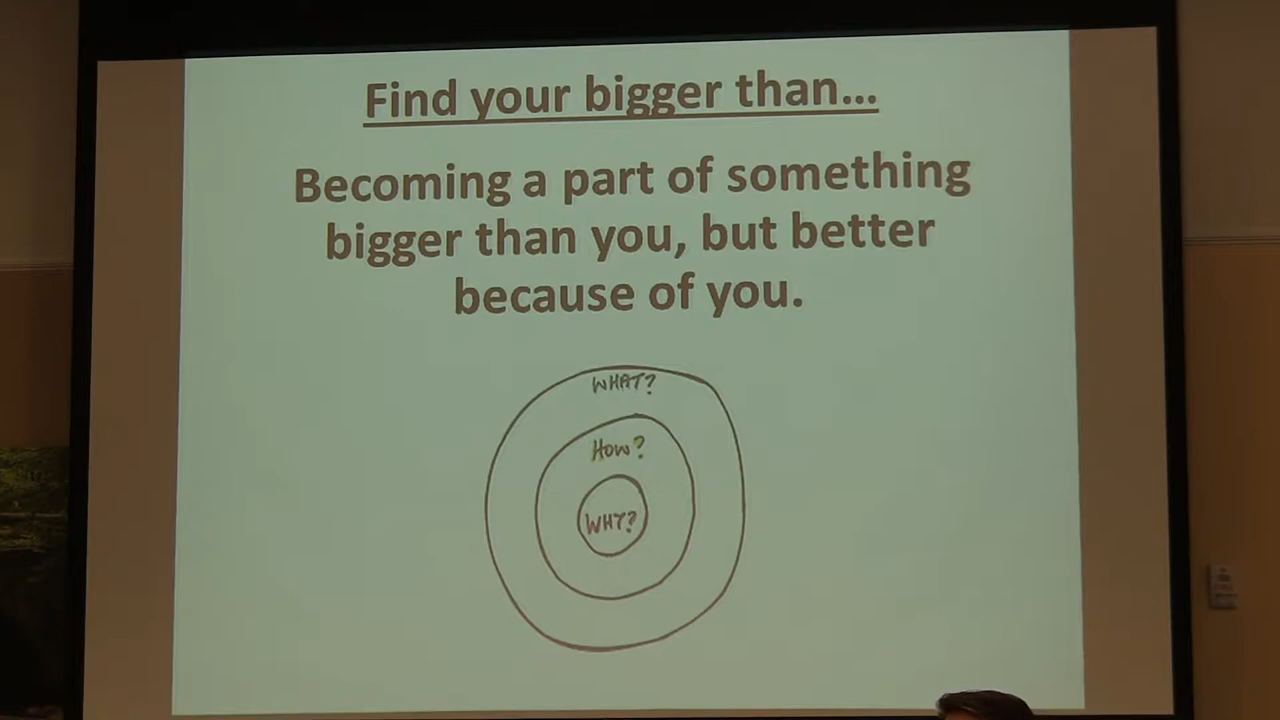 Find your bigger than...
Becoming a part of something
bigger than you, but better
because of you.
WHAT?
How?
WHY?